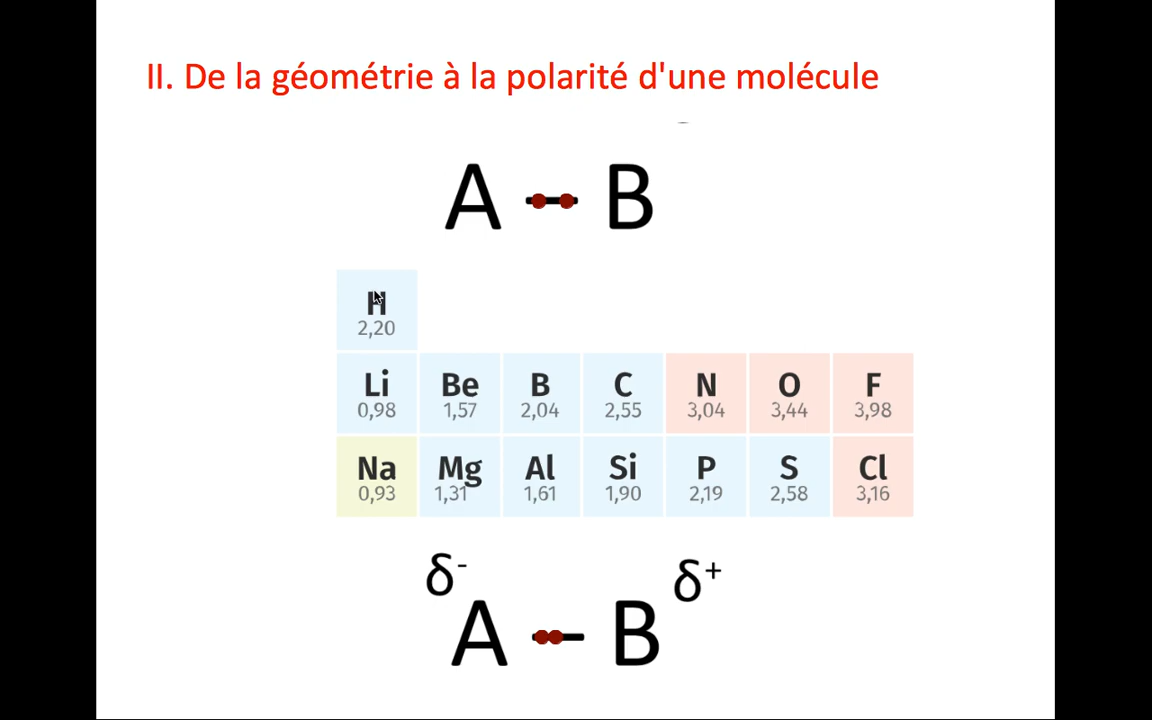 II. De la géométrie à la polarité d'une molécule
A B
H
2,20
Li Be B C N O F
0,98 1,57 2,04 2,55 3,04 3,44 3,98
Na Mg Al Si P S Cl
0,93 1,31 1,61 1,90 2,19 2,58 3,16
δ- δ+
A B